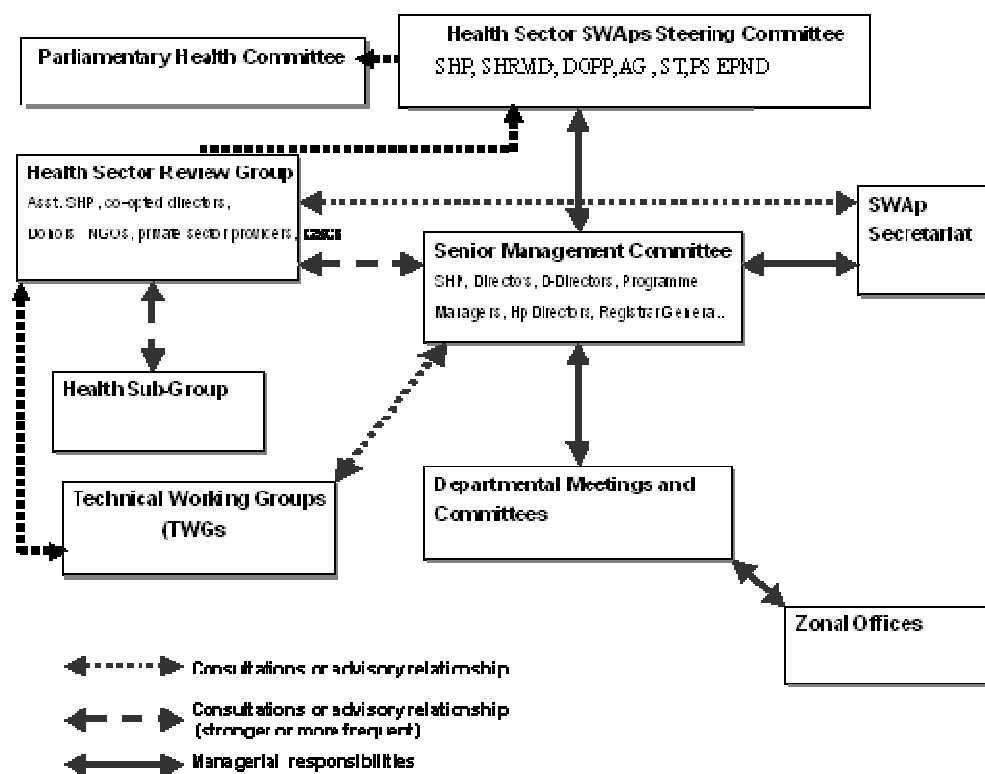 Health Sector SWAps Steering Committee
SHP, SHRMD, DOPP, AG, ST, PS EPND
Parliamentary Health Committee
Health Sector Review Group
Asst. SHP, co-opted directors,
Donors NGOs, private sector providers,
SWAp
Secretariat
Senior Management Committee
SHP, Directors, D-Directors, Programme
Managers, Hp Directors, Registrar Genera..
Health Sub-Group
Technical Working Groups
(TWGs
Departmental Meetings and
Committees
Zonal Offices
Consultations or advisory relationship
Consultations or advisory relationship
(stronger or more frequent)
Managerial responsibilities